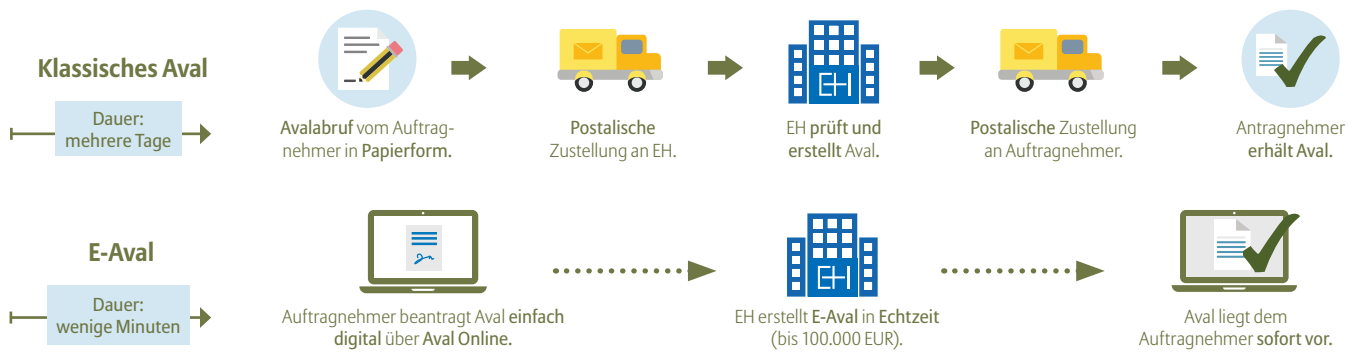 Klassisches Aval
Dauer:
mehrere Tage
EH
Avalabruf vom Auftrag-
nehmer in Papierform.
Postalische
Zustellung an EH.
EH prüft und
erstellt Aval.
Postalische Zustellung
an Auftragnehmer.
Antragnehmer
erhält Aval.
E-Aval
Dauer:
wenige Minuten
EH
Auftragnehmer beantragt Aval einfach
digital über Aval Online.
EH erstellt E-Aval in Echtzeit
(bis 100.000 EUR).
Aval liegt dem
Auftragnehmer sofort vor.